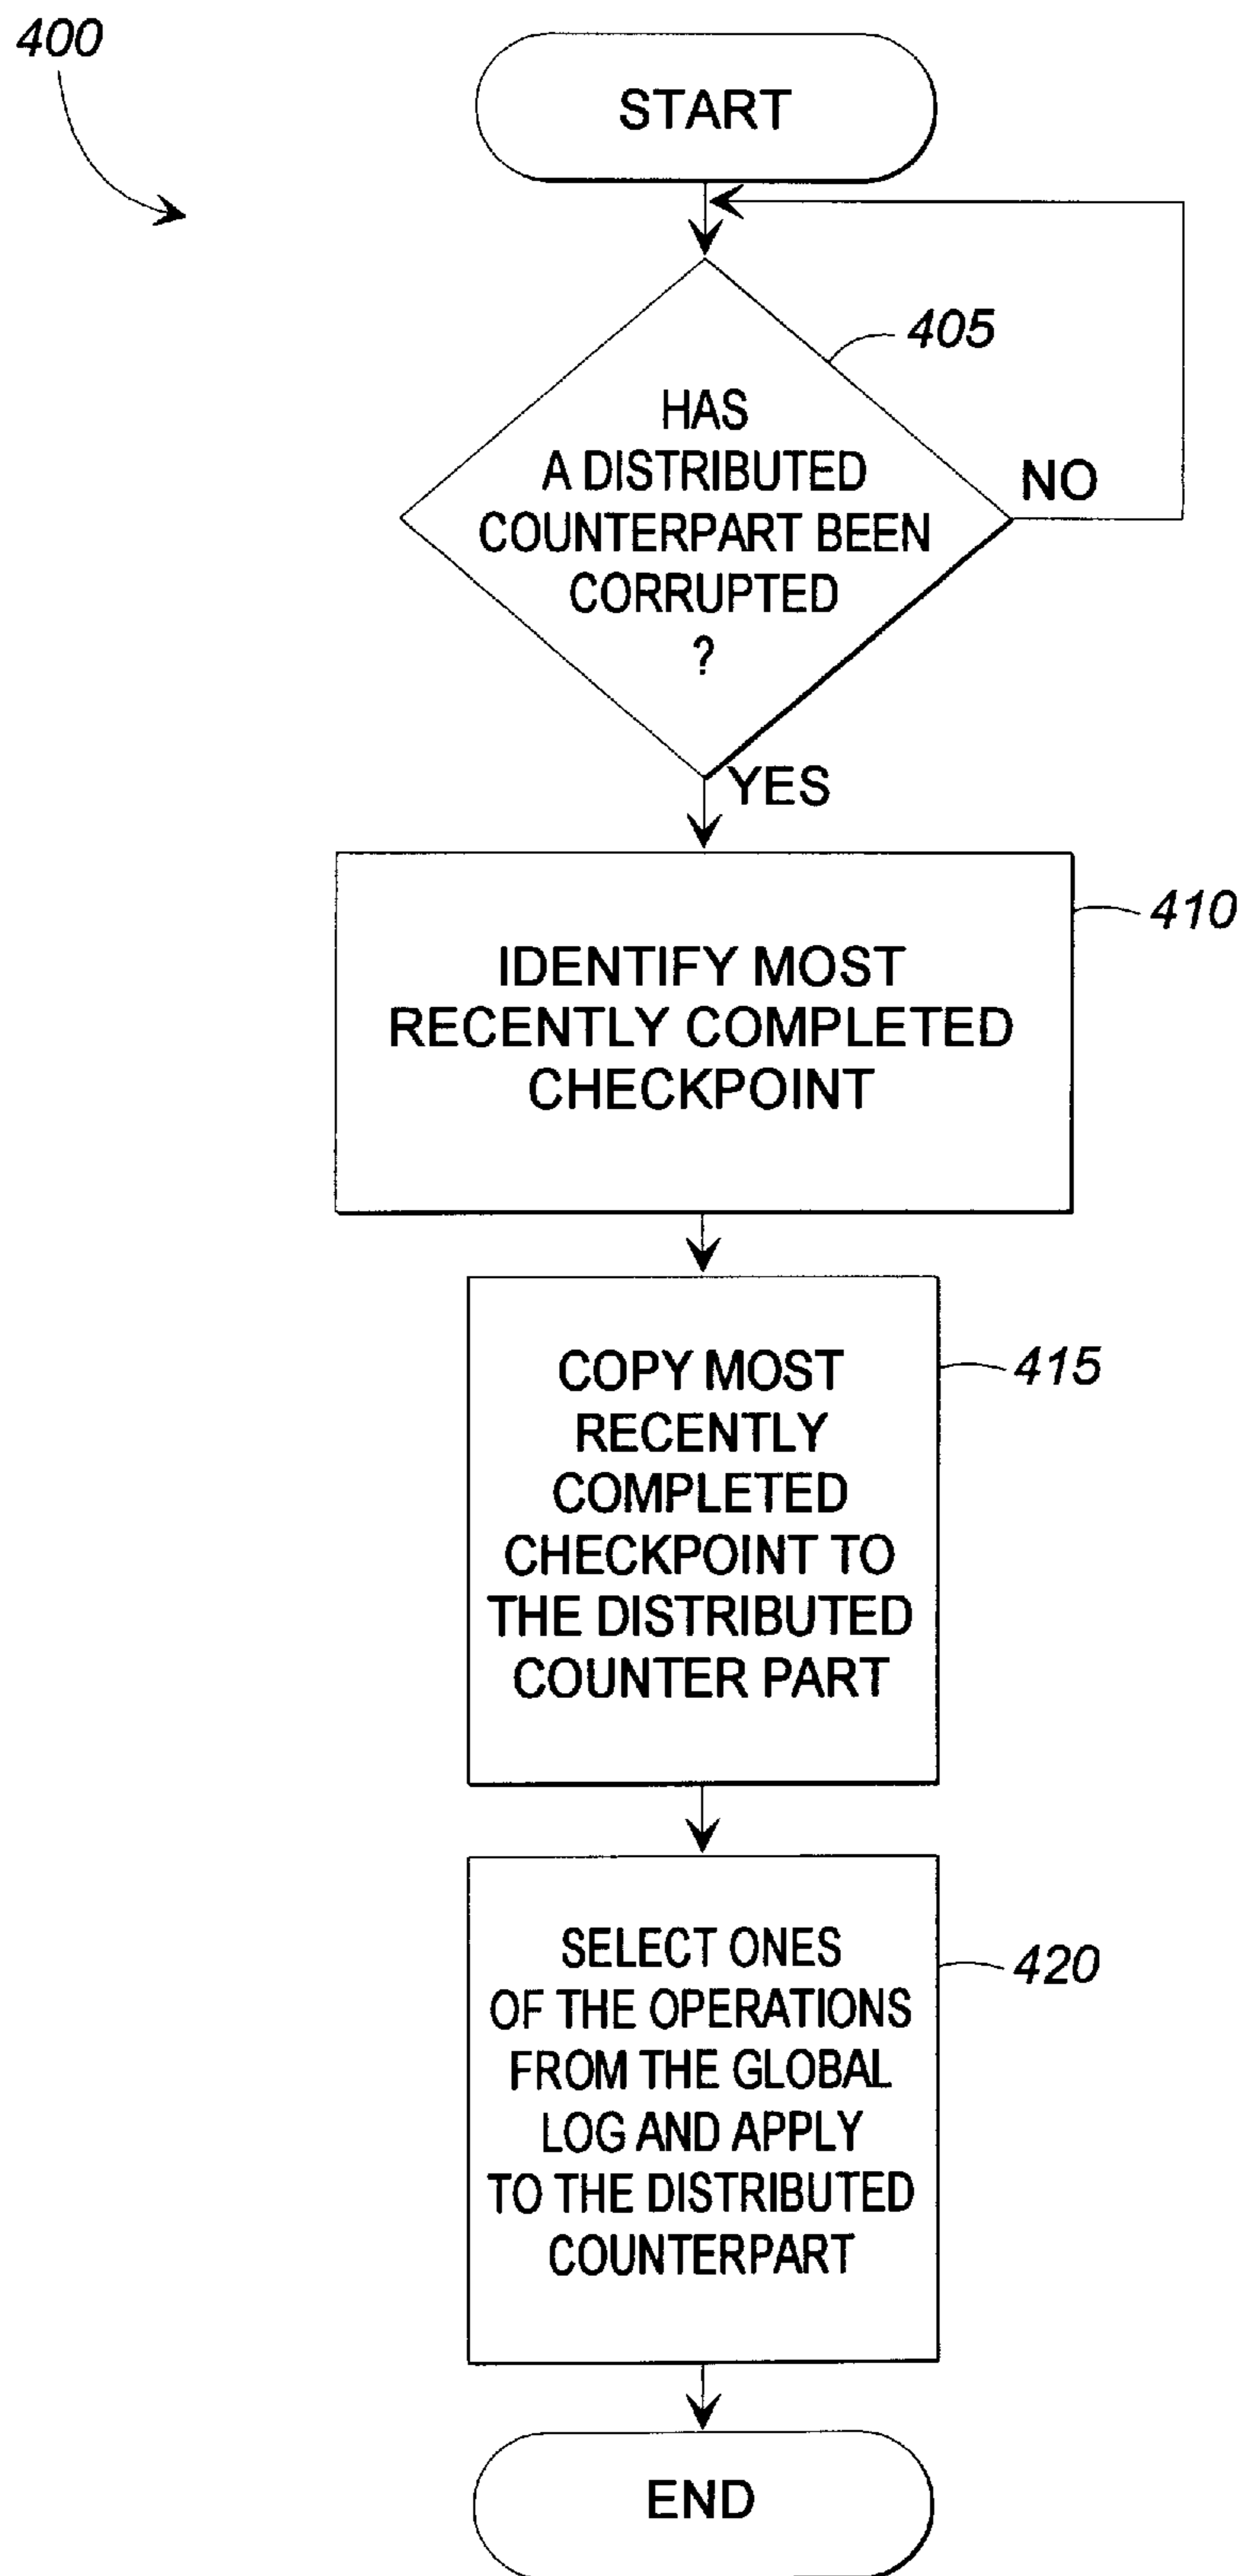 400
START
405
HAS
A DISTRIBUTED
COUNTERPART BEEN
CORRUPTED
?
NO
YES
410
IDENTIFY MOST
RECENTLY COMPLETED
CHECKPOINT
415
COPY MOST
RECENTLY
COMPLETED
CHECKPOINT TO
THE DISTRIBUTED
COUNTER PART
420
SELECT ONES
OF THE OPERATIONS
FROM THE GLOBAL
LOG AND APPLY
TO THE DISTRIBUTED
COUNTERPART
END